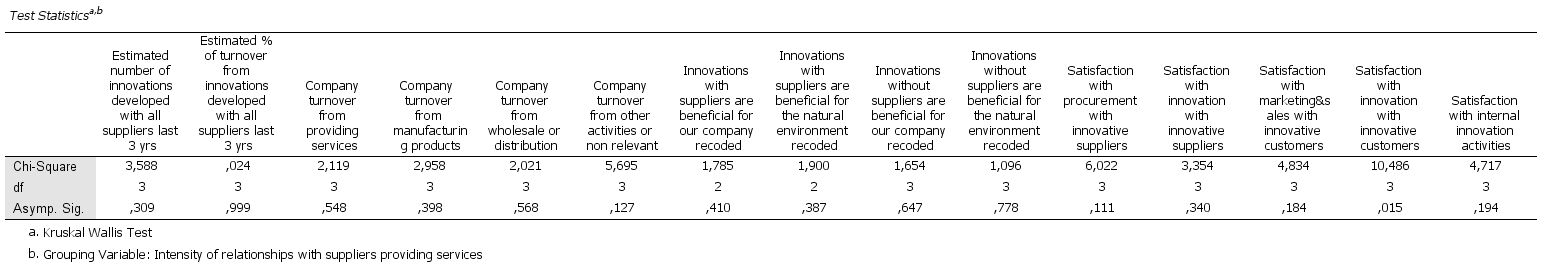 Test Statistics a,b
Estimated number of innovations developed with all suppliers last 3 yrs
Estimated % of turnover from innovations developed with all suppliers last 3 yrs
Company turnover from providing services
Company turnover from manufacturin g products
Company turnover from wholesale or distribution
Company turnover from other activities or non relevant
Innovations with suppliers are beneficial for our company recoded
Innovations with suppliers are beneficial for the natural environment recoded
Innovations without suppliers are beneficial for our company recoded
Innovations without suppliers are beneficial for the natural environment recoded
Satisfaction with procurement with innovative suppliers
Satisfaction with innovation with innovative suppliers
Satisfaction with marketing&s ales with innovative customers
Satisfaction with innovation with innovative customers
Satisfaction with internal innovation activities
Chi-Square 3,588 ,024 2,119 2,958 2,021 5,695 1,785 1,900 1,654 1,096 6,022 3,354 4,834 10,486 4,717
df 3 3 3 3 3 3 2 2 3 3 3 3 3 3 3
Asymp. Sig. ,309 ,999 ,548 ,398 ,568 ,127 ,410 ,387 ,647 ,778 ,111 ,340 ,184 ,015 ,194
a. Kruskal Wallis Test
b. Grouping Variable: Intensity of relationships with suppliers providing services